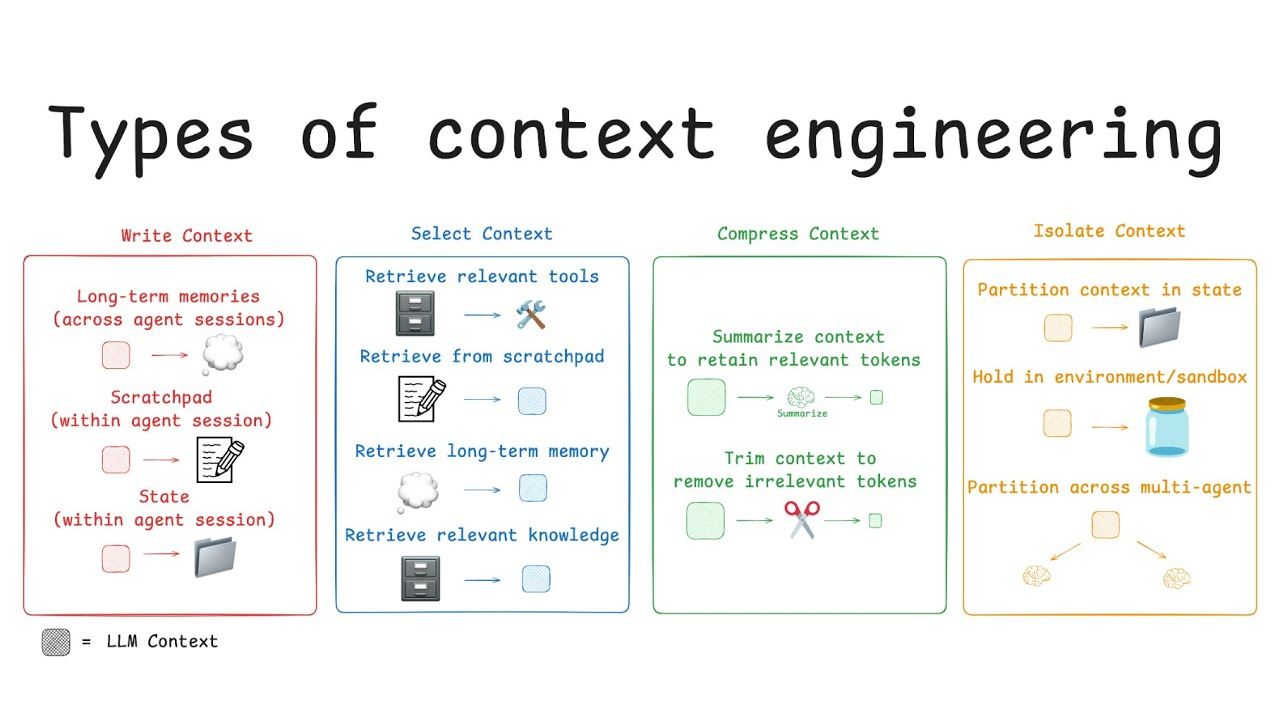 Types of context engineering
Write Context
Long-term memories
(across agent sessions)
Scratchpad
(within agent session)
State
(within agent session)
Select Context
Retrieve relevant tools
Retrieve from scratchpad
Retrieve long-term memory
Retrieve relevant knowledge
Compress Context
Summarize context
to retain relevant tokens
Summarize
Trim context to
remove irrelevant tokens
Isolate Context
Partition context in state
Hold in environment/sandbox
Partition across multi-agent
= LLM Context